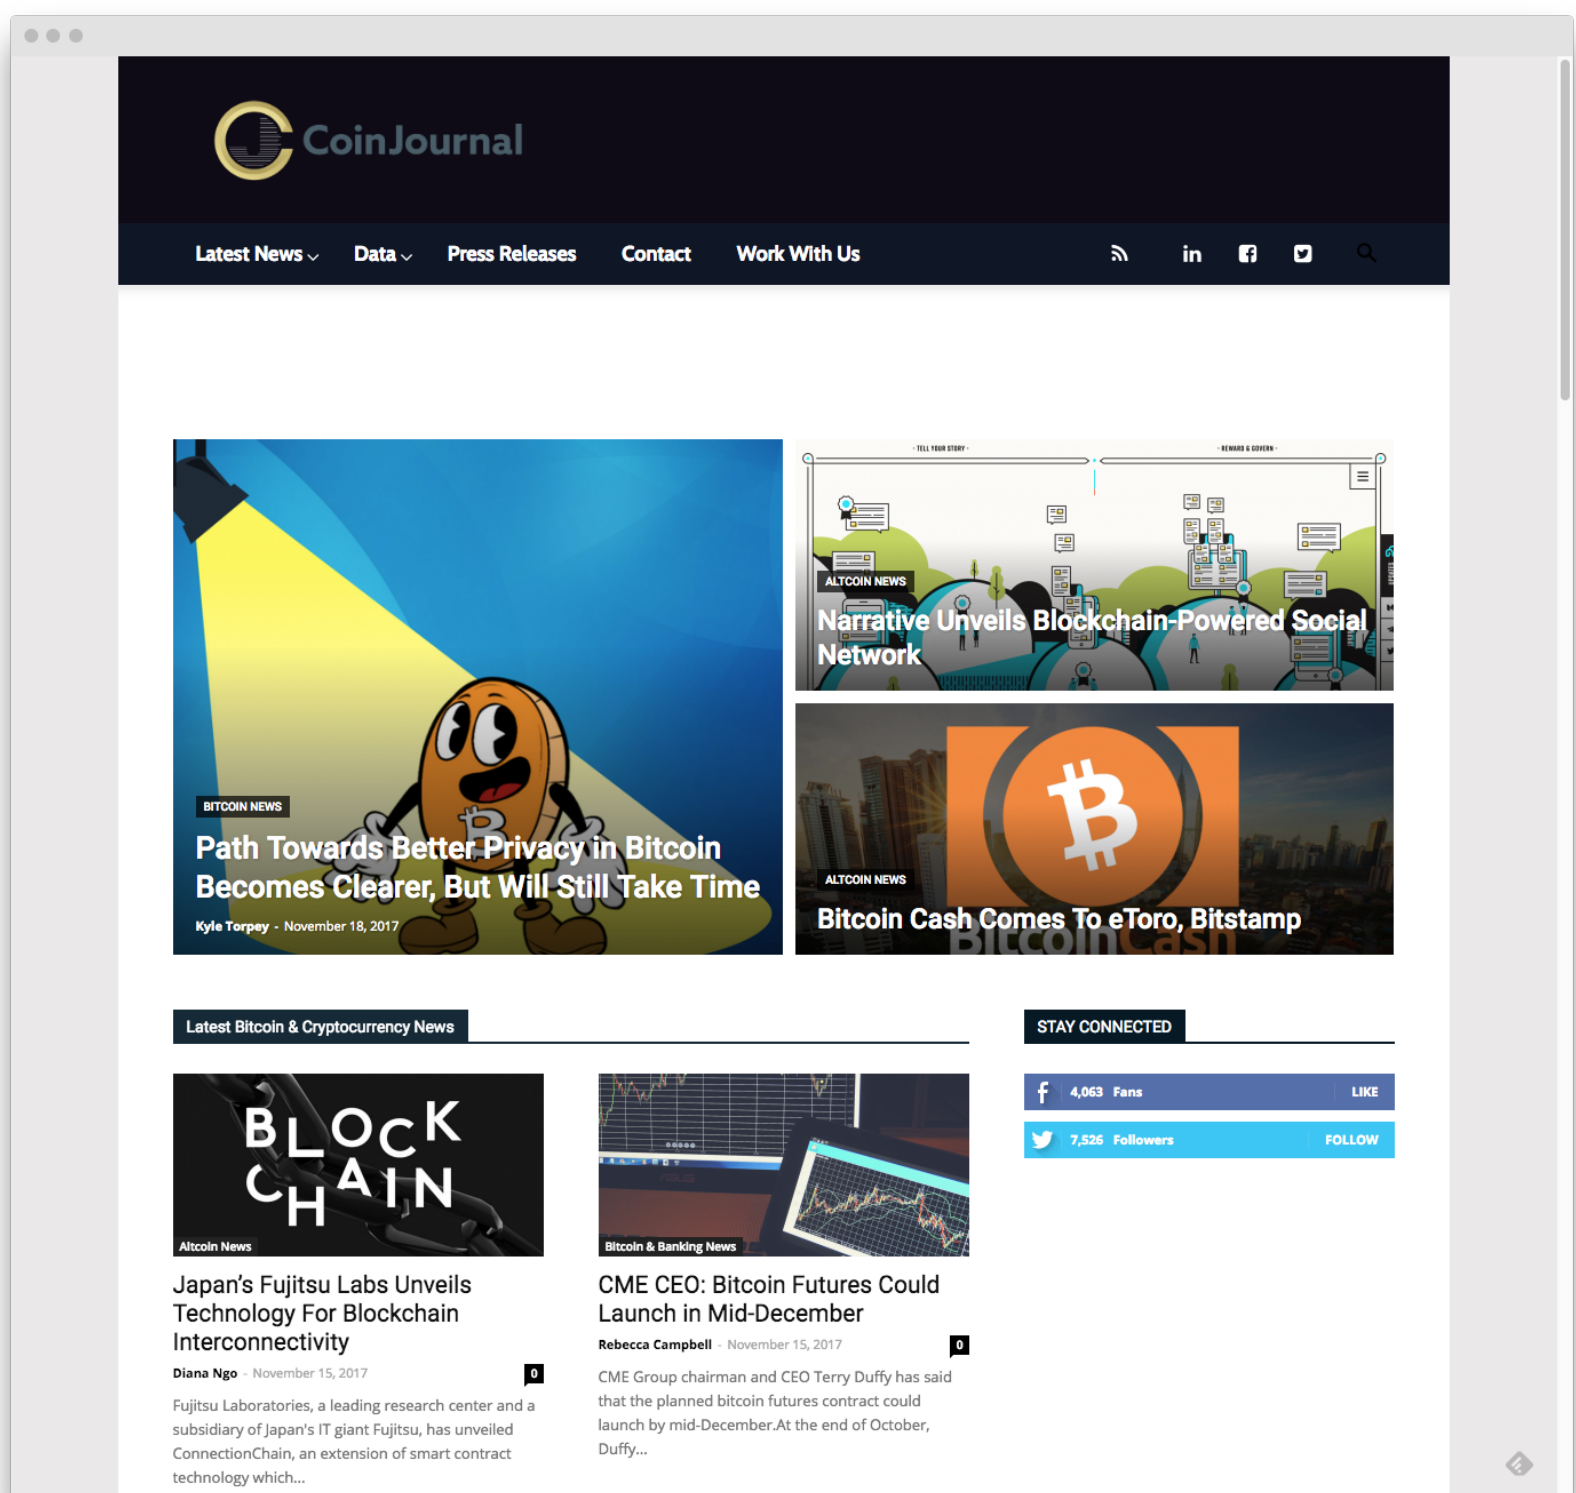 CoinJournal
Latest News
Data
Press Releases
Contact
Work With Us
in
- TELL YOUR STORY -
- REWARD & GOVERN -
BITCOIN NEWS
Path Towards Better Privacy in Bitcoin
Becomes Clearer, But Will Still Take Time
Kyle Torpey - November 18, 2017
ALTCOIN NEWS
Narrative Unveils Blockchain-Powered Social
Network
ALTCOIN NEWS
Bitcoin Cash Comes To eToro, Bitstamp
BitcoinCash
Latest Bitcoin & Cryptocurrency News
BLOCK
CHAIN
Altcoin News
Japan’s Fujitsu Labs Unveils
Technology For Blockchain
Interconnectivity
Diana Ngo - November 15, 2017
0
Fujitsu Laboratories, a leading research center and a
subsidiary of Japan's IT giant Fujitsu, has unveiled
ConnectionChain, an extension of smart contract
technology which...
Bitcoin & Banking News
CME CEO: Bitcoin Futures Could
Launch in Mid-December
Rebecca Campbell - November 15, 2017
0
CME Group chairman and CEO Terry Duffy has said
that the planned bitcoin futures contract could
launch by mid-December.At the end of October,
Duffy...
STAY CONNECTED
4,063 Fans
LIKE
7,526 Followers
FOLLOW